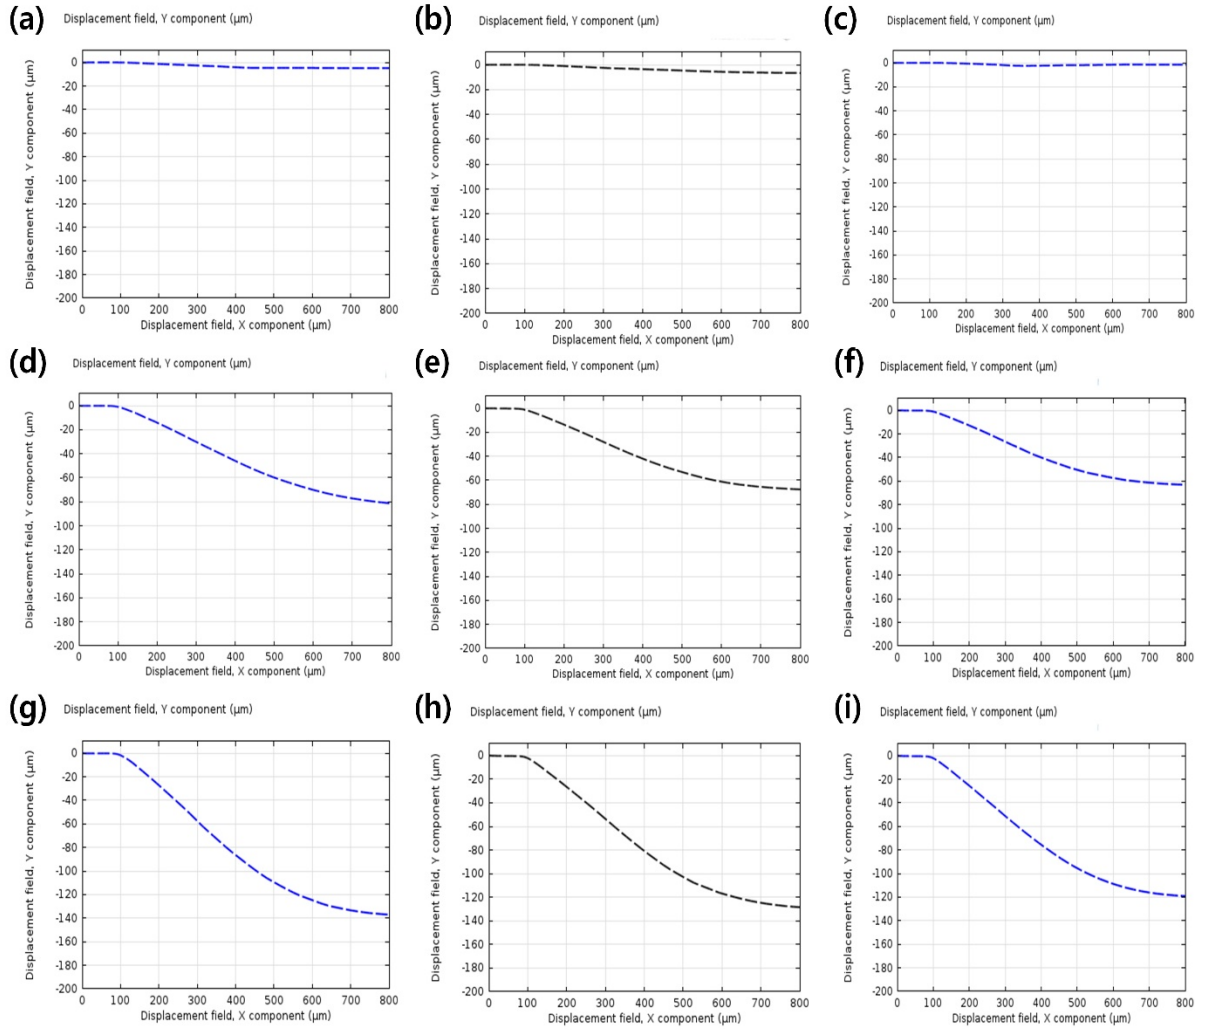 (a) Displacement field, Y component (µm)
Displacement field, Y component (µm)
0
-20
-40
-60
-80
-100
-120
-140
-160
-180
-200
0 100 200 300 400 500 600 700 800
Displacement field, X component (µm)
(b) Displacement field, Y component (µm)
Displacement field, Y component (µm)
0
-20
-40
-60
-80
-100
-120
-140
-160
-180
-200
0 100 200 300 400 500 600 700 800
Displacement field, X component (µm)
(c) Displacement field, Y component (µm)
Displacement field, Y component (µm)
0
-20
-40
-60
-80
-100
-120
-140
-160
-180
-200
0 100 200 300 400 500 600 700 800
Displacement field, X component (µm)
(d) Displacement field, Y component (µm)
Displacement field, Y component (µm)
0
-20
-40
-60
-80
-100
-120
-140
-160
-180
-200
0 100 200 300 400 500 600 700 800
Displacement field, X component (µm)
(e) Displacement field, Y component (µm)
Displacement field, Y component (µm)
0
-20
-40
-60
-80
-100
-120
-140
-160
-180
-200
0 100 200 300 400 500 600 700 800
Displacement field, X component (µm)
(f) Displacement field, Y component (µm)
Displacement field, Y component (µm)
0
-20
-40
-60
-80
-100
-120
-140
-160
-180
-200
0 100 200 300 400 500 600 700 800
Displacement field, X component (µm)
(g) Displacement field, Y component (µm)
Displacement field, Y component (µm)
0
-20
-40
-60
-80
-100
-120
-140
-160
-180
-200
0 100 200 300 400 500 600 700 800
Displacement field, X component (µm)
(h) Displacement field, Y component (µm)
Displacement field, Y component (µm)
0
-20
-40
-60
-80
-100
-120
-140
-160
-180
-200
0 100 200 300 400 500 600 700 800
Displacement field, X component (µm)
(i) Displacement field, Y component (µm)
Displacement field, Y component (µm)
0
-20
-40
-60
-80
-100
-120
-140
-160
-180
-200
0 100 200 300 400 500 600 700 800
Displacement field, X component (µm)